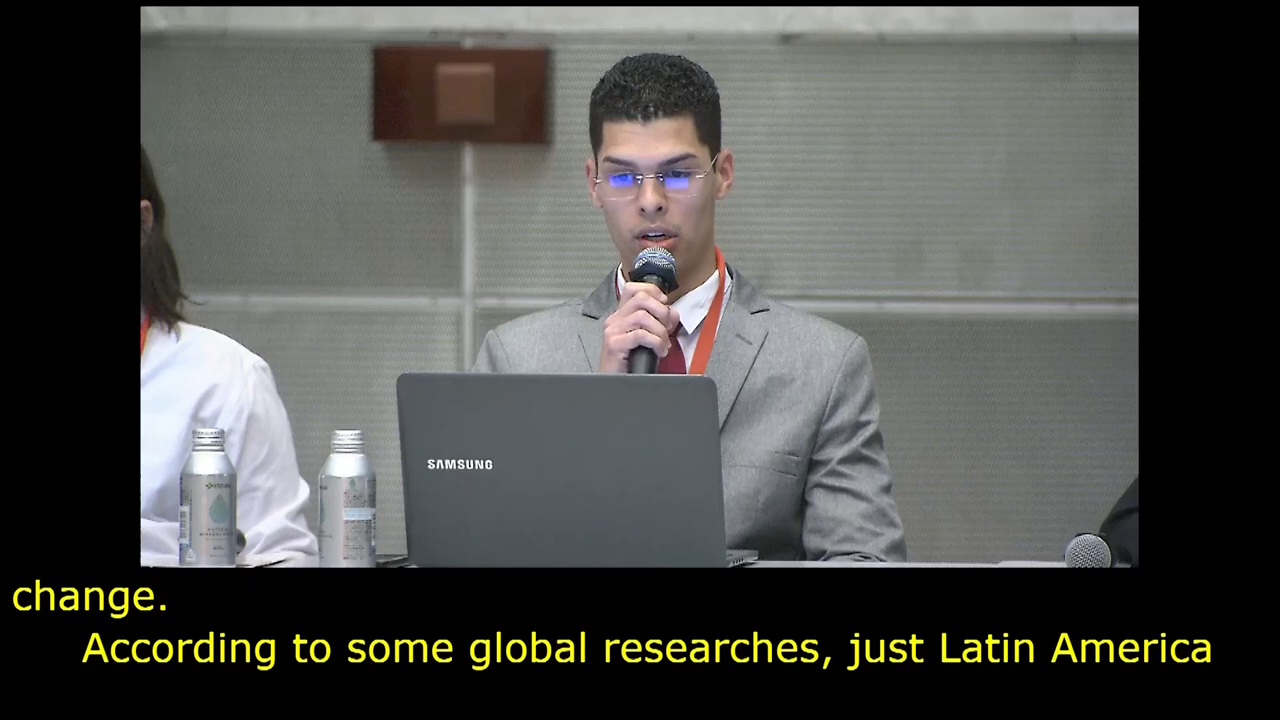 SAMSUNG
change.
According to some global researches, just Latin America